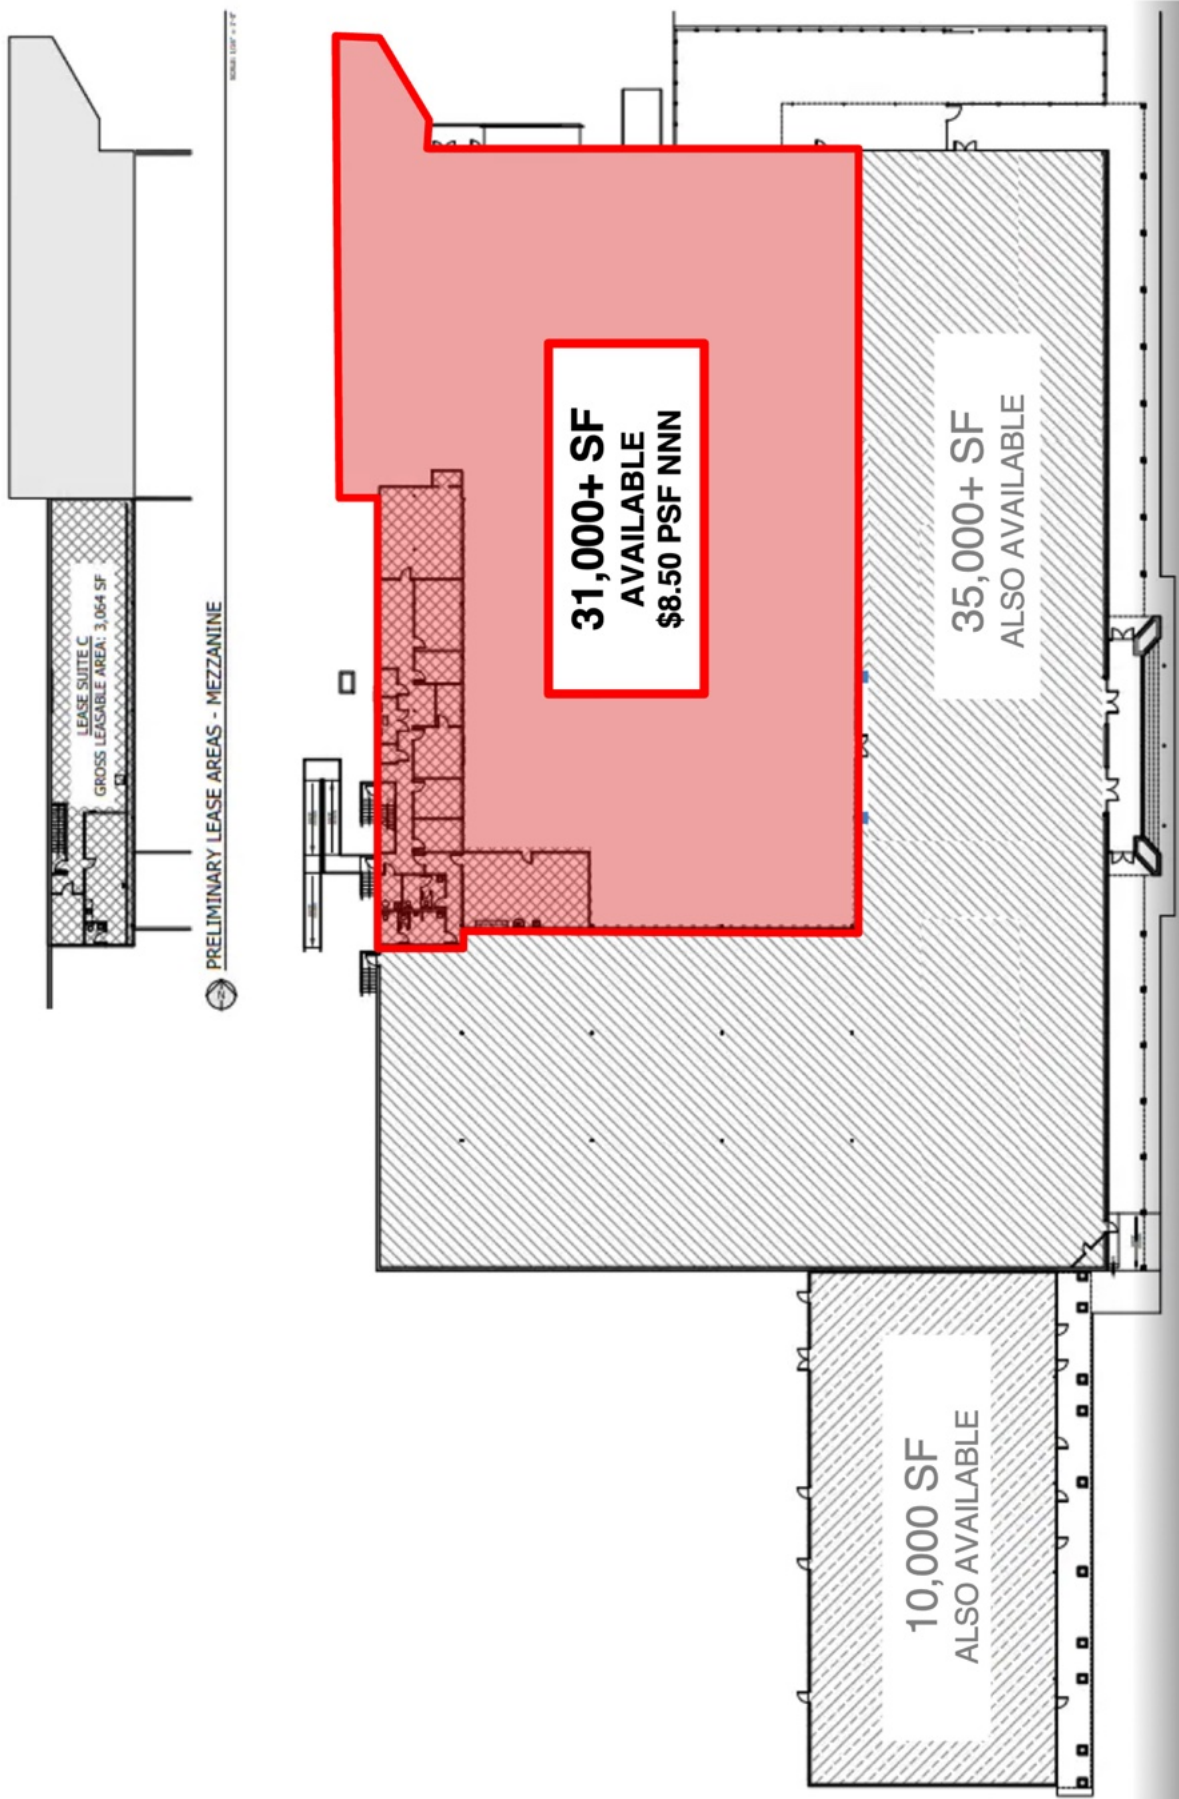 LEASE SUITE C
GROSS LEASABLE AREA: 3,064 SF
PRELIMINARY LEASE AREAS - MEZZANINE
31,000+ SF
AVAILABLE
$8.50 PSF NNN
35,000+ SF
ALSO AVAILABLE
10,000 SF
ALSO AVAILABLE